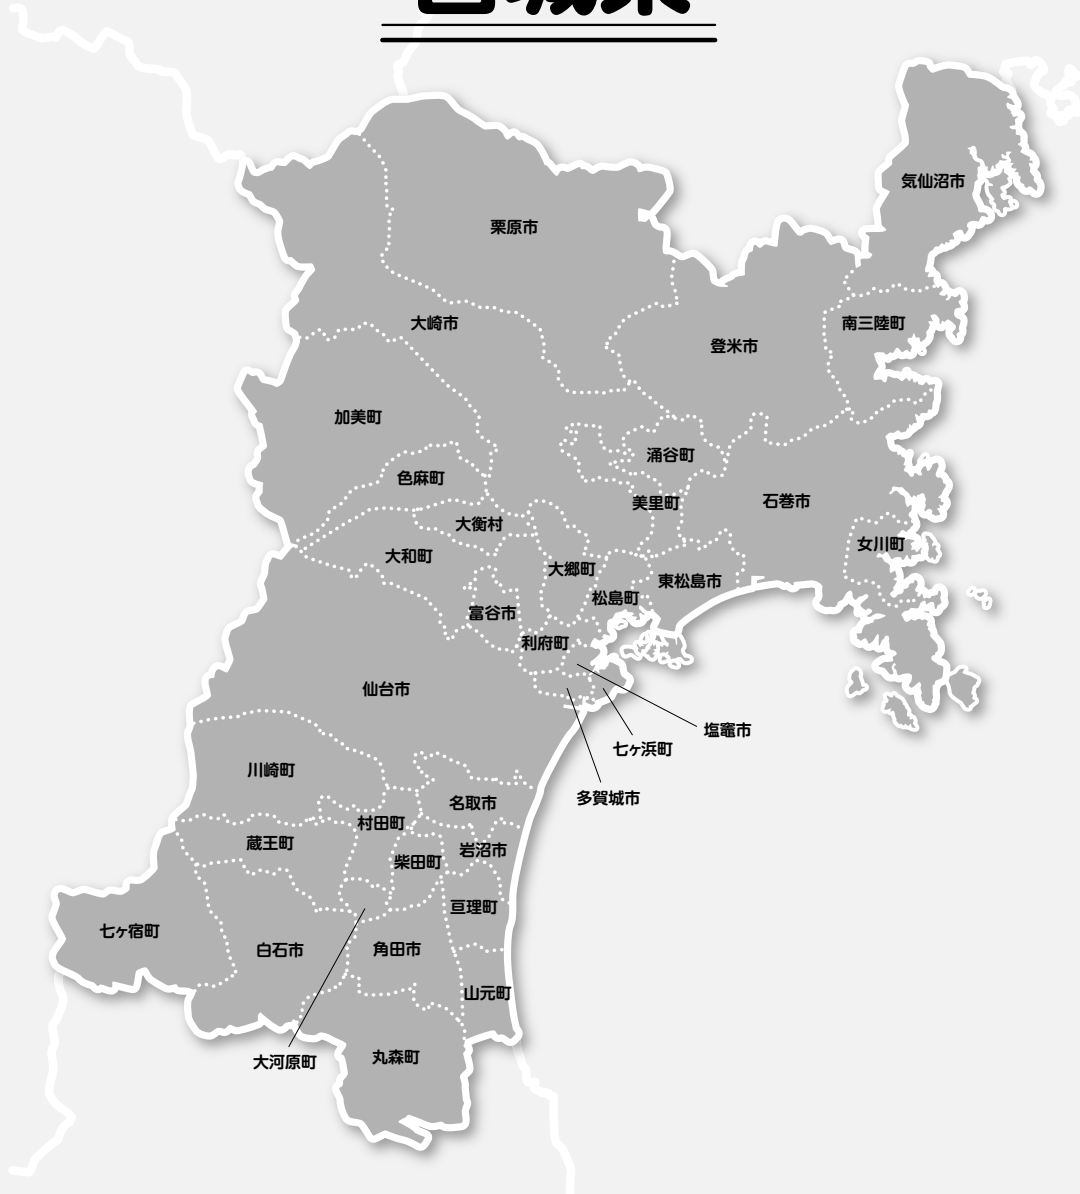 宮城県
気仙沼市
栗原市
大崎市
南三陸町
登米市
加美町
涌谷町
色麻町
石巻市
美里町
大衡村
女川町
大和町
大郷町
東松島市
松島町
富谷市
利府町
仙台市
塩竈市
七ヶ浜町
川崎町
多賀城市
名取市
村田町
蔵王町
岩沼市
柴田町
亘理町
七ヶ宿町
白石市
角田市
山元町
丸森町
大河原町